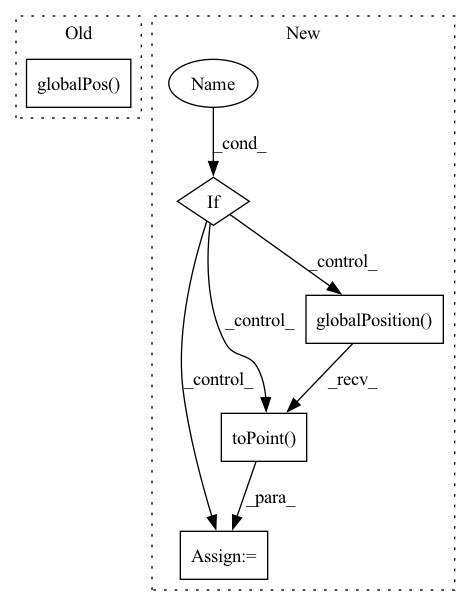 Old
New
globalPos()
Name
_cond_
If
_control_
globalPosition()
_control_
_control_
_recv_
toPoint()
_para_
Assign:=